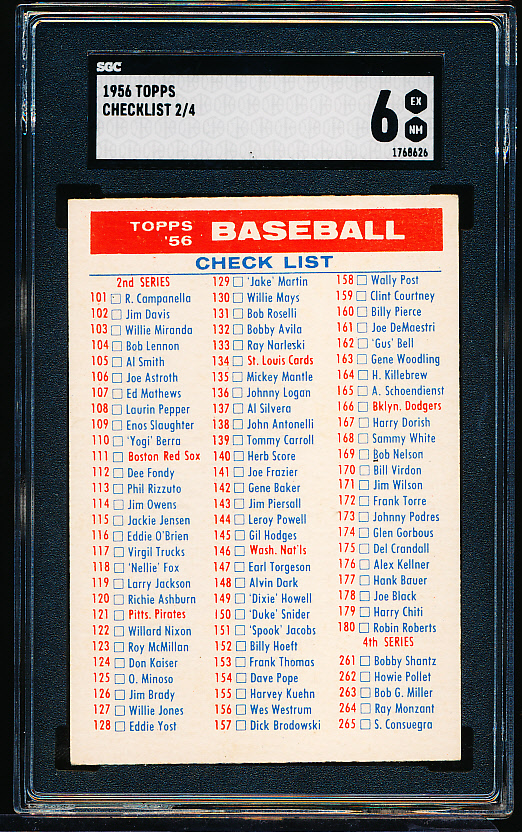 SGC
1956 TOPPS
CHECKLIST 2/4
6
EX
NM
1768626
TOPPS
'56
BASEBALL
CHECK LIST
2nd SERIES
101 R. Campanella
102 Jim Davis
103 Willie Miranda
104 Bob Lennon
105 Al Smith
106 Joe Astroth
107 Ed Mathews
108 Laurin Pepper
109 Enos Slaughter
110 'Yogi' Berra
111 Boston Red Sox
112 Dee Fondy
113 Phil Rizzuto
114 Jim Owens
115 Jackie Jensen
116 Eddie O'Brien
117 Virgil Trucks
118 'Nellie' Fox
119 Larry Jackson
120 Richie Ashburn
121 Pitts. Pirates
122 Willard Nixon
123 Roy McMillan
124 Don Kaiser
125 O. Minoso
126 Jim Brady
127 Willie Jones
128 Eddie Yost
129 'Jake' Martin
130 Willie Mays
131 Bob Roselli
132 Bobby Avila
133 Ray Narleski
134 St. Louis Cards
135 Mickey Mantle
136 Johnny Logan
137 Al Silvera
138 John Antonelli
139 Tommy Carroll
140 Herb Score
141 Joe Frazier
142 Gene Baker
143 Jim Piersall
144 Leroy Powell
145 Gil Hodges
146 Wash. Nat'ls
147 Earl Torgeson
148 Alvin Dark
149 'Dixie' Howell
150 'Duke' Snider
151 'Spook' Jacobs
152 Billy Hoeft
153 Frank Thomas
154 Dave Pope
155 Harvey Kuehn
156 Wes Westrum
157 Dick Brodowski
158 Wally Post
159 Clint Courtney
160 Billy Pierce
161 Joe DeMaestri
162 'Gus' Bell
163 Gene Woodling
164 H. Killebrew
165 A. Schoendienst
166 Bklyn. Dodgers
167 Harry Dorish
168 Sammy White
169 Bob Nelson
170 Bill Virdon
171 Jim Wilson
172 Frank Torre
173 Johnny Podres
174 Glen Gorbous
175 Del Crandall
176 Alex Kellner
177 Hank Bauer
178 Joe Black
179 Harry Chiti
180 Robin Roberts
4th SERIES
261 Bobby Shantz
262 Howie Pollet
263 Bob G. Miller
264 Ray Monzant
265 S. Consuegra